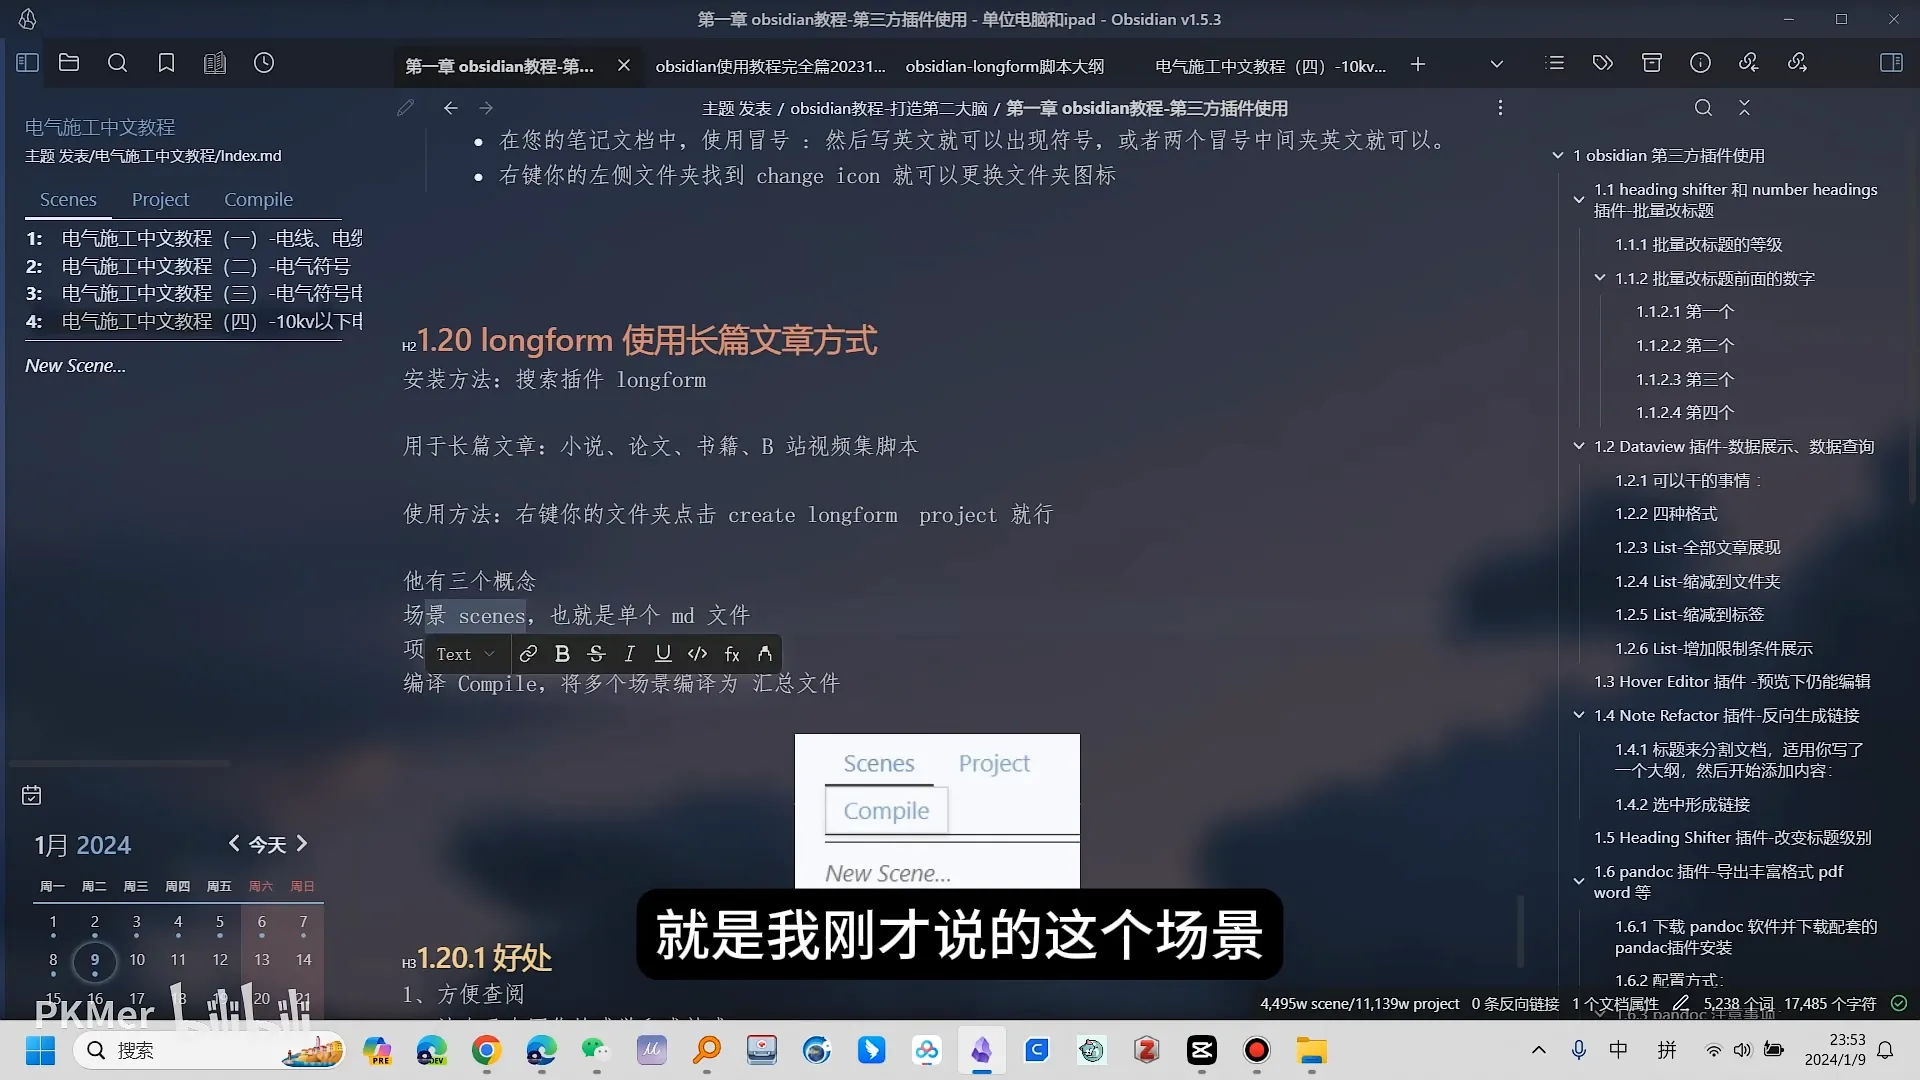 第一章 obsidian教程-第三方插件使用 - 单位电脑和ipad - Obsidian v1.5.3
第一章 obsidian教程-第...
obsidian使用教程完全篇20231...
obsidian-longform脚本大纲
电气施工中文教程（四）-10kv...
主题 发表 / obsidian教程-打造第二大脑 / 第一章 obsidian教程-第三方插件使用
电气施工中文教程
主题 发表/电气施工中文教程/Index.md
Scenes Project Compile
1: 电气施工中文教程（一）-电线、电缆
2: 电气施工中文教程（二）-电气符号
3: 电气施工中文教程（三）-电气符号电
4: 电气施工中文教程（四）-10kv以下电
New Scene...
1月 2024
今天
周一 周二 周三 周四 周五 周六 周日
1 2 3 4 5 6 7
8 9 10 11 12 13 14
15 16 17 18 19 20 21
PKMer bilibili
在您的笔记文档中，使用冒号 : 然后写英文就可以出现符号，或者两个冒号中间夹英文就可以。
右键你的左侧文件夹找到 change icon 就可以更换文件夹图标
H2 1.20 longform 使用长篇文章方式
安装方法：搜索插件 longform
用于长篇文章：小说、论文、书籍、B 站视频集脚本
使用方法：右键你的文件夹点击 create longform project 就行
他有三个概念
场景 scenes，也就是单个 md 文件
项
Text B S I U </> fx
编译 Compile，将多个场景编译为 汇总文件
Scenes Project
Compile
New Scene...
就是我刚才说的这个场景
H3 1.20.1 好处
1、方便查阅
1 obsidian 第三方插件使用
1.1 heading shifter 和 number headings
插件-批量改标题
1.1.1 批量改标题的等级
1.1.2 批量改标题前面的数字
1.1.2.1 第一个
1.1.2.2 第二个
1.1.2.3 第三个
1.1.2.4 第四个
1.2 Dataview 插件-数据展示、数据查询
1.2.1 可以干的事情：
1.2.2 四种格式
1.2.3 List-全部文章展现
1.2.4 List-缩减到文件夹
1.2.5 List-缩减到标签
1.2.6 List-增加限制条件展示
1.3 Hover Editor 插件 -预览下仍能编辑
1.4 Note Refactor 插件-反向生成链接
1.4.1 标题来分割文档，适用你写了
一个大纲，然后开始添加内容：
1.4.2 选中形成链接
1.5 Heading Shifter 插件-改变标题级别
1.6 pandoc 插件-导出丰富格式 pdf
word 等
1.6.1 下载 pandoc 软件并下载配套的
pandac插件安装
1.6.2 配置方式：
1.6.3 pandoc 注意事项：
4,495w scene/11,139w project 0 条反向链接 1 个文档属性 5,238 个词 17,485 个字符
搜索
PRE
DEV
中
拼
23:53
2024/1/9